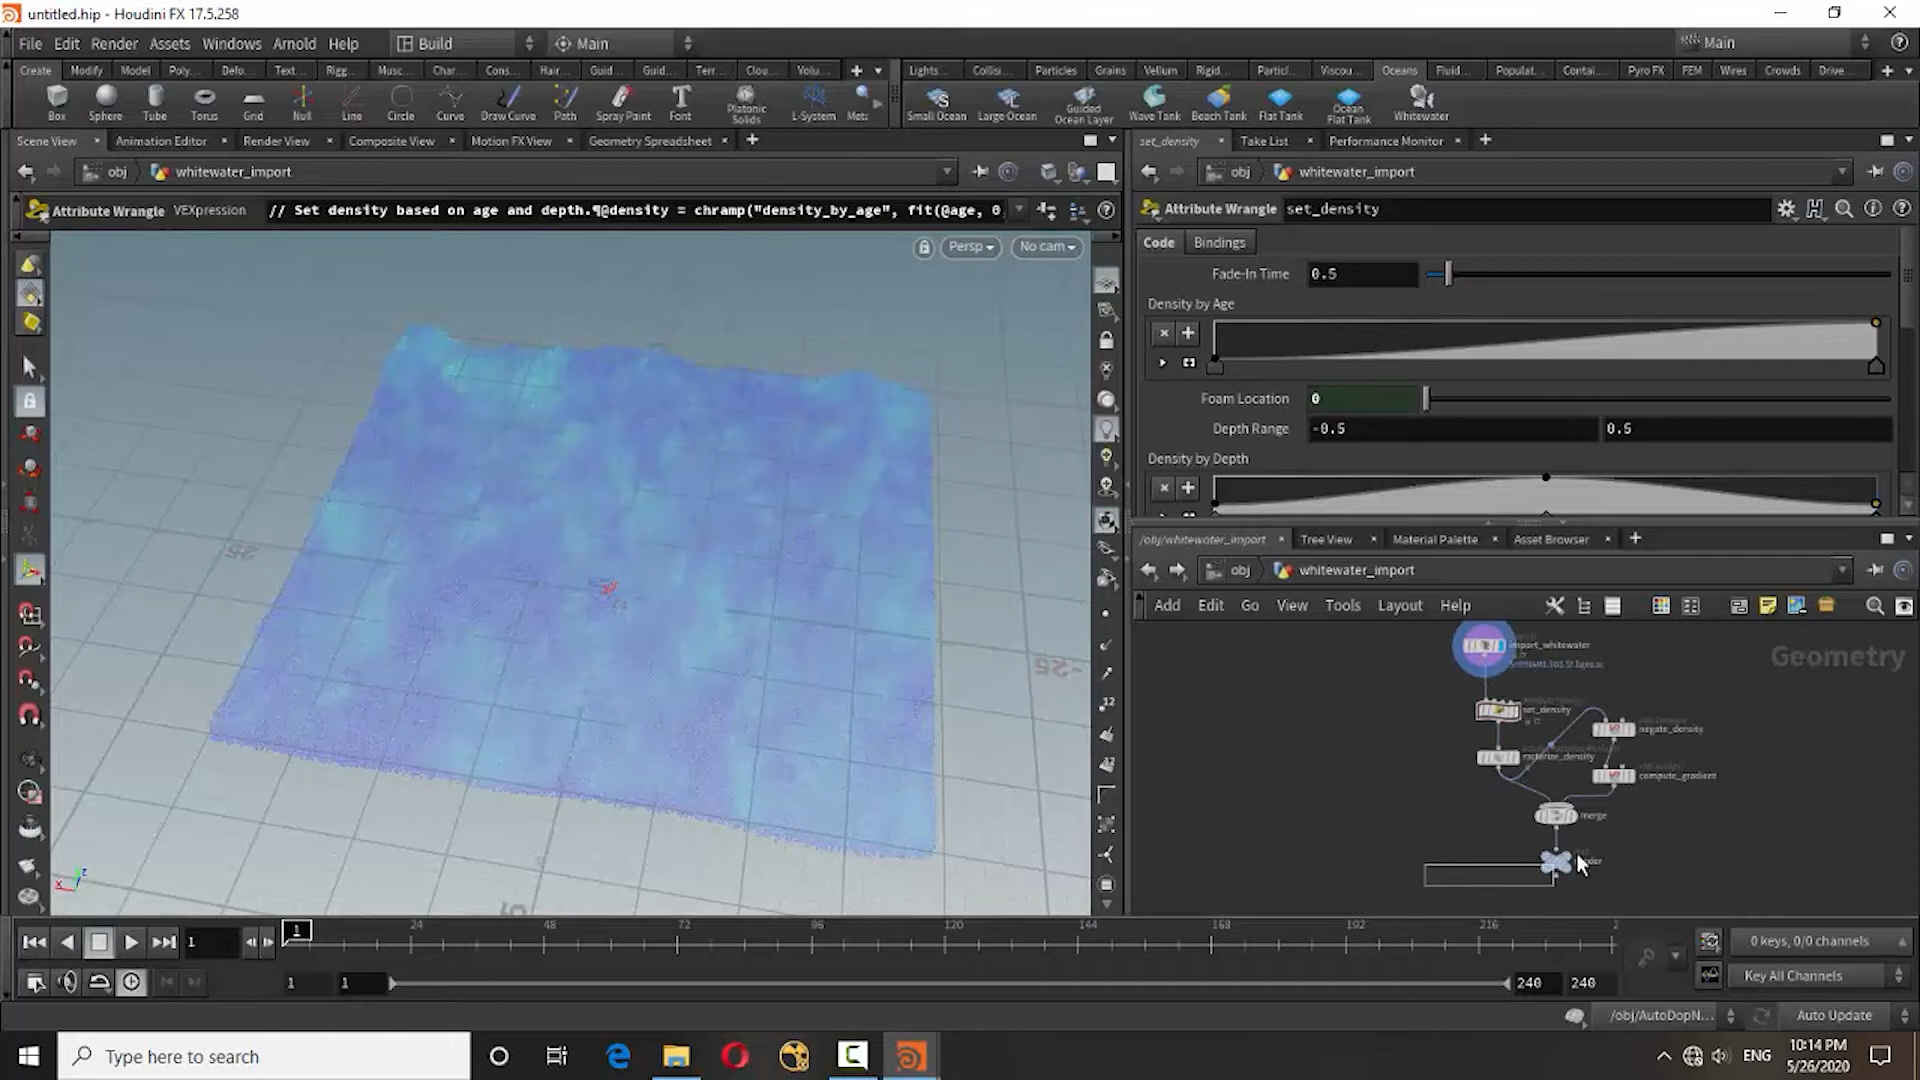 untitled.hip - Houdini FX 17.5.258
File Edit Render Assets Windows Arnold Help Build Main Main
Create Modify Model Poly... Defo... Text... Rigg... Musc... Char... Cons... Hair... Guid... Guid... Terr... Clou... Volu...
Lights... Collisi... Particles Grains Vellum Rigid... Particl... Viscou... Oceans Fluid... Populat... Contai... Pyro FX FEM Wires Crowds Drive...
Box Sphere Tube Torus Grid Null Line Circle Curve Draw Curve Path Spray Paint Font Platonic Solids L-System Meta
Small Ocean Large Ocean Guided Ocean Layer Wave Tank Beach Tank Flat Tank Ocean Flat Tank Whitewater
Scene View Animation Editor Render View Composite View Motion FX View Geometry Spreadsheet
set_density Take List Performance Monitor
obj whitewater_import
obj whitewater_import
Attribute Wrangle VEXpression // Set density based on age and depth.¶@density = chramp("density_by_age", fit(@age, 0.
Attribute Wrangle set_density
Persp No cam
Code Bindings
Fade-In Time 0.5
Density by Age
Foam Location 0
Depth Range -0.5 0.5
Density by Depth
/obj/whitewater_import Tree View Material Palette Asset Browser
obj whitewater_import
Add Edit Go View Tools Layout Help
Geometry
import_whitewater
set_density
negate_density
rasterize_density
compute_gradient
merge
25
-25
1 1 24 48 72 96 120 144 168 192 216 2
0 keys, 0/0 channels
1 1 240 240
Key All Channels
/obj/AutoDopN... Auto Update
Type here to search
ENG
10:14 PM
5/26/2020